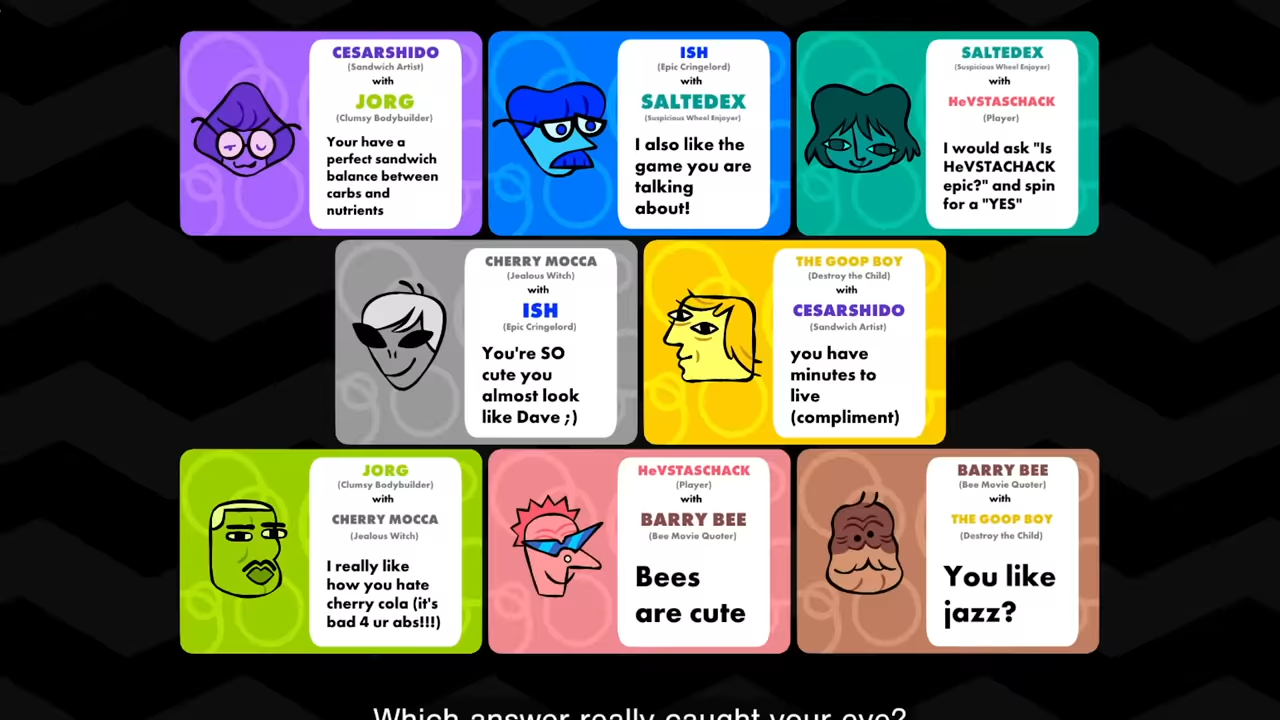 CESARSHIDO
(Sandwich Artist)
with
JORG
(Clumsy Bodybuilder)
Your have a
perfect sandwich
balance between
carbs and
nutrients
ISH
(Epic Cringelord)
with
SALTEDEX
(Suspicious Wheel Enjoyer)
I also like the
game you are
talking
about!
SALTEDEX
(Suspicious Wheel Enjoyer)
with
HeVSTASCHACK
(Player)
I would ask "Is
HeVSTACHACK
epic?" and spin
for a "YES"
CHERRY MOCCA
(Jealous Witch)
with
ISH
(Epic Cringelord)
You're SO
cute you
almost look
like Dave ;)
THE GOOP BOY
(Destroy the Child)
with
CESARSHIDO
(Sandwich Artist)
you have
minutes to
live
(compliment)
JORG
(Clumsy Bodybuilder)
with
CHERRY MOCCA
(Jealous Witch)
I really like
how you hate
cherry cola (it's
bad 4 ur abs!!!)
HeVSTASCHACK
(Player)
with
BARRY BEE
(Bee Movie Quoter)
Bees
are cute
BARRY BEE
(Bee Movie Quoter)
with
THE GOOP BOY
(Destroy the Child)
You like
jazz?
Which answer really caught your eye?